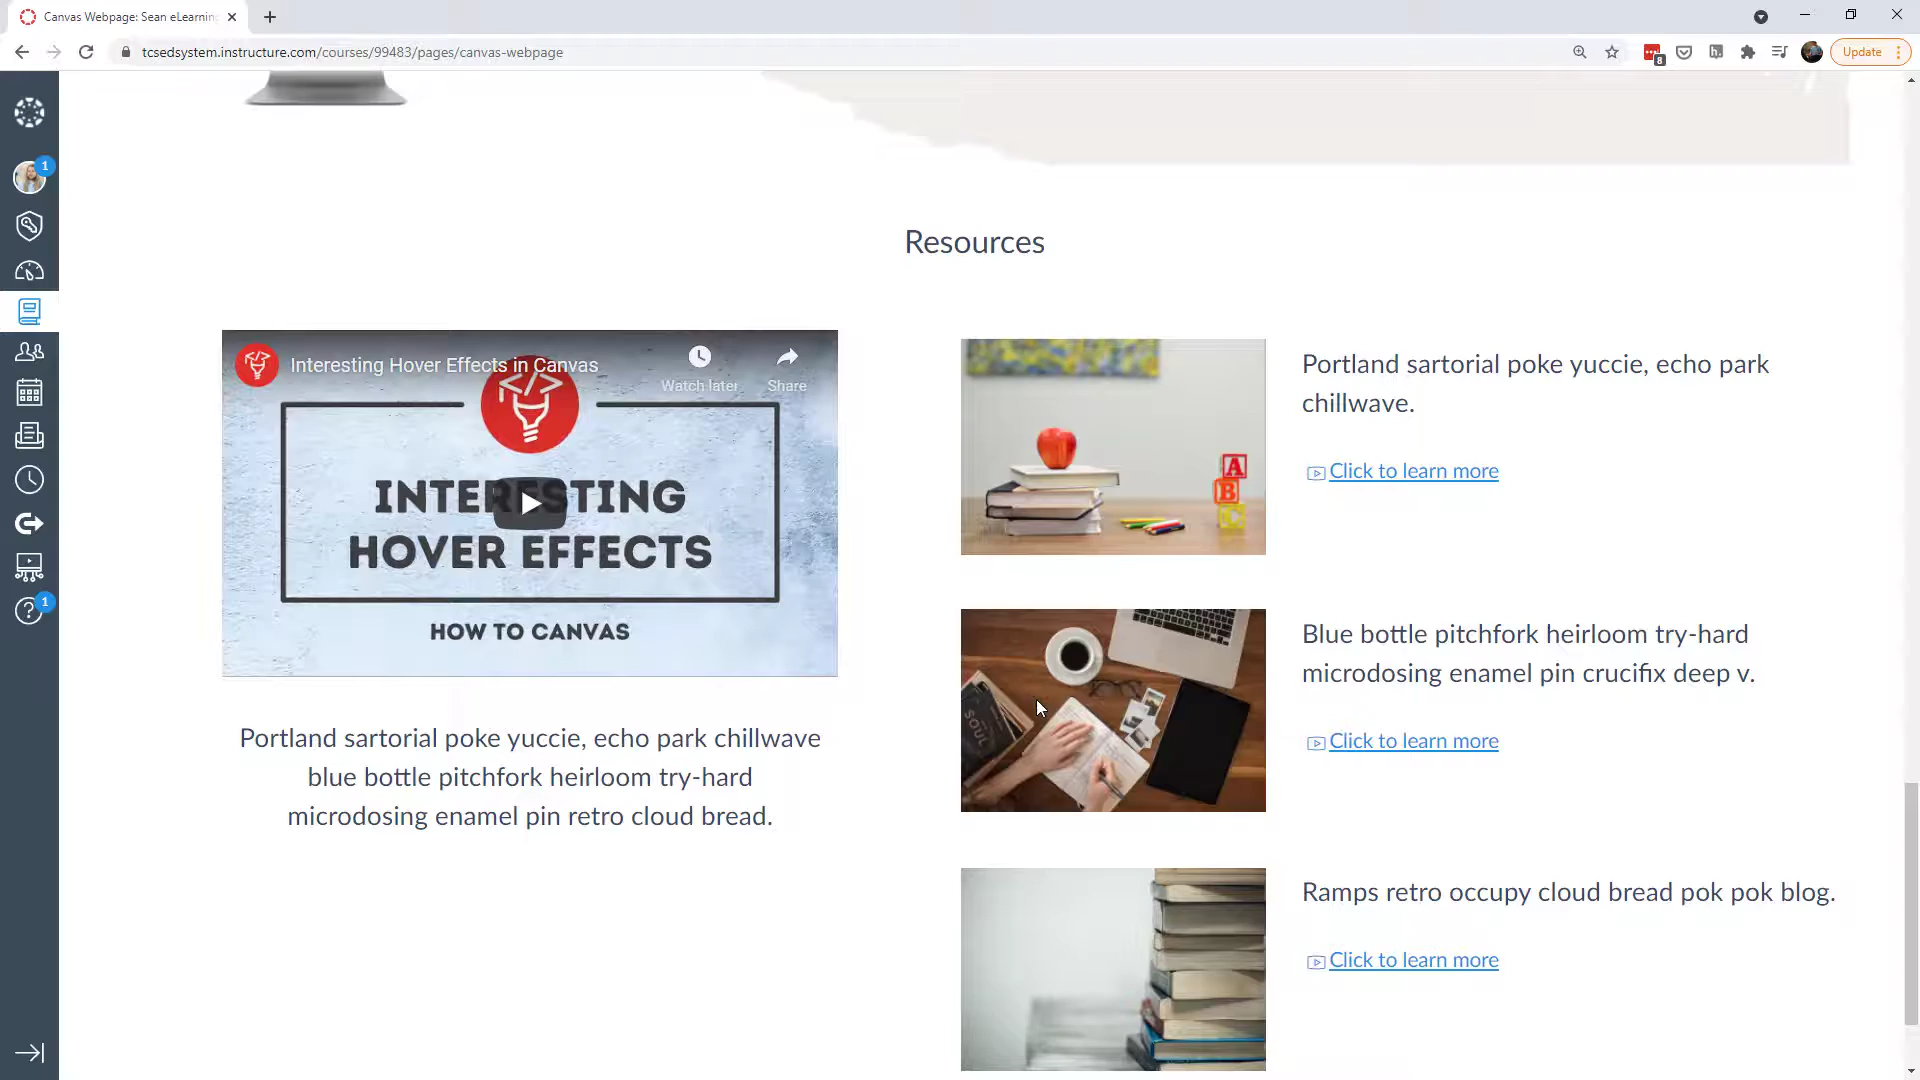 Canvas Webpage: Sean eLearning
tcsedsystem.instructure.com/courses/99483/pages/canvas-webpage
8
Update
1
1
Resources
Interesting Hover Effects in Canvas
Watch later
Share
INTERESTING
HOVER EFFECTS
HOW TO CANVAS
Portland sartorial poke yuccie, echo park chillwave
blue bottle pitchfork heirloom try-hard
microdosing enamel pin retro cloud bread.
A
B
Portland sartorial poke yuccie, echo park
chillwave.
Click to learn more
SOUL
Blue bottle pitchfork heirloom try-hard
microdosing enamel pin crucifix deep v.
Click to learn more
Ramps retro occupy cloud bread pok pok blog.
Click to learn more